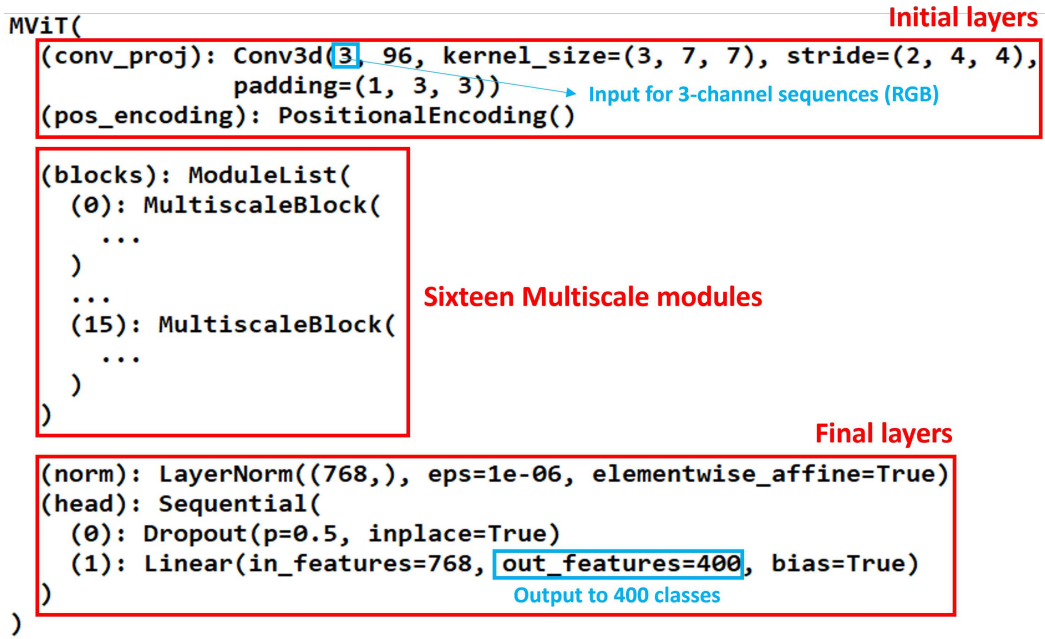 Initial layers
MViT(
(conv_proj): Conv3d(3, 96, kernel_size=(3, 7, 7), stride=(2, 4, 4),
padding=(1, 3, 3))
Input for 3-channel sequences (RGB)
(pos_encoding): PositionalEncoding()
(blocks): ModuleList(
(0): MultiscaleBlock(
...
)
...
Sixteen Multiscale modules
(15): MultiscaleBlock(
...
)
)
Final layers
(norm): LayerNorm((768,), eps=1e-06, elementwise_affine=True)
(head): Sequential(
(0): Dropout(p=0.5, inplace=True)
(1): Linear(in_features=768, out_features=400, bias=True)
)
Output to 400 classes
)